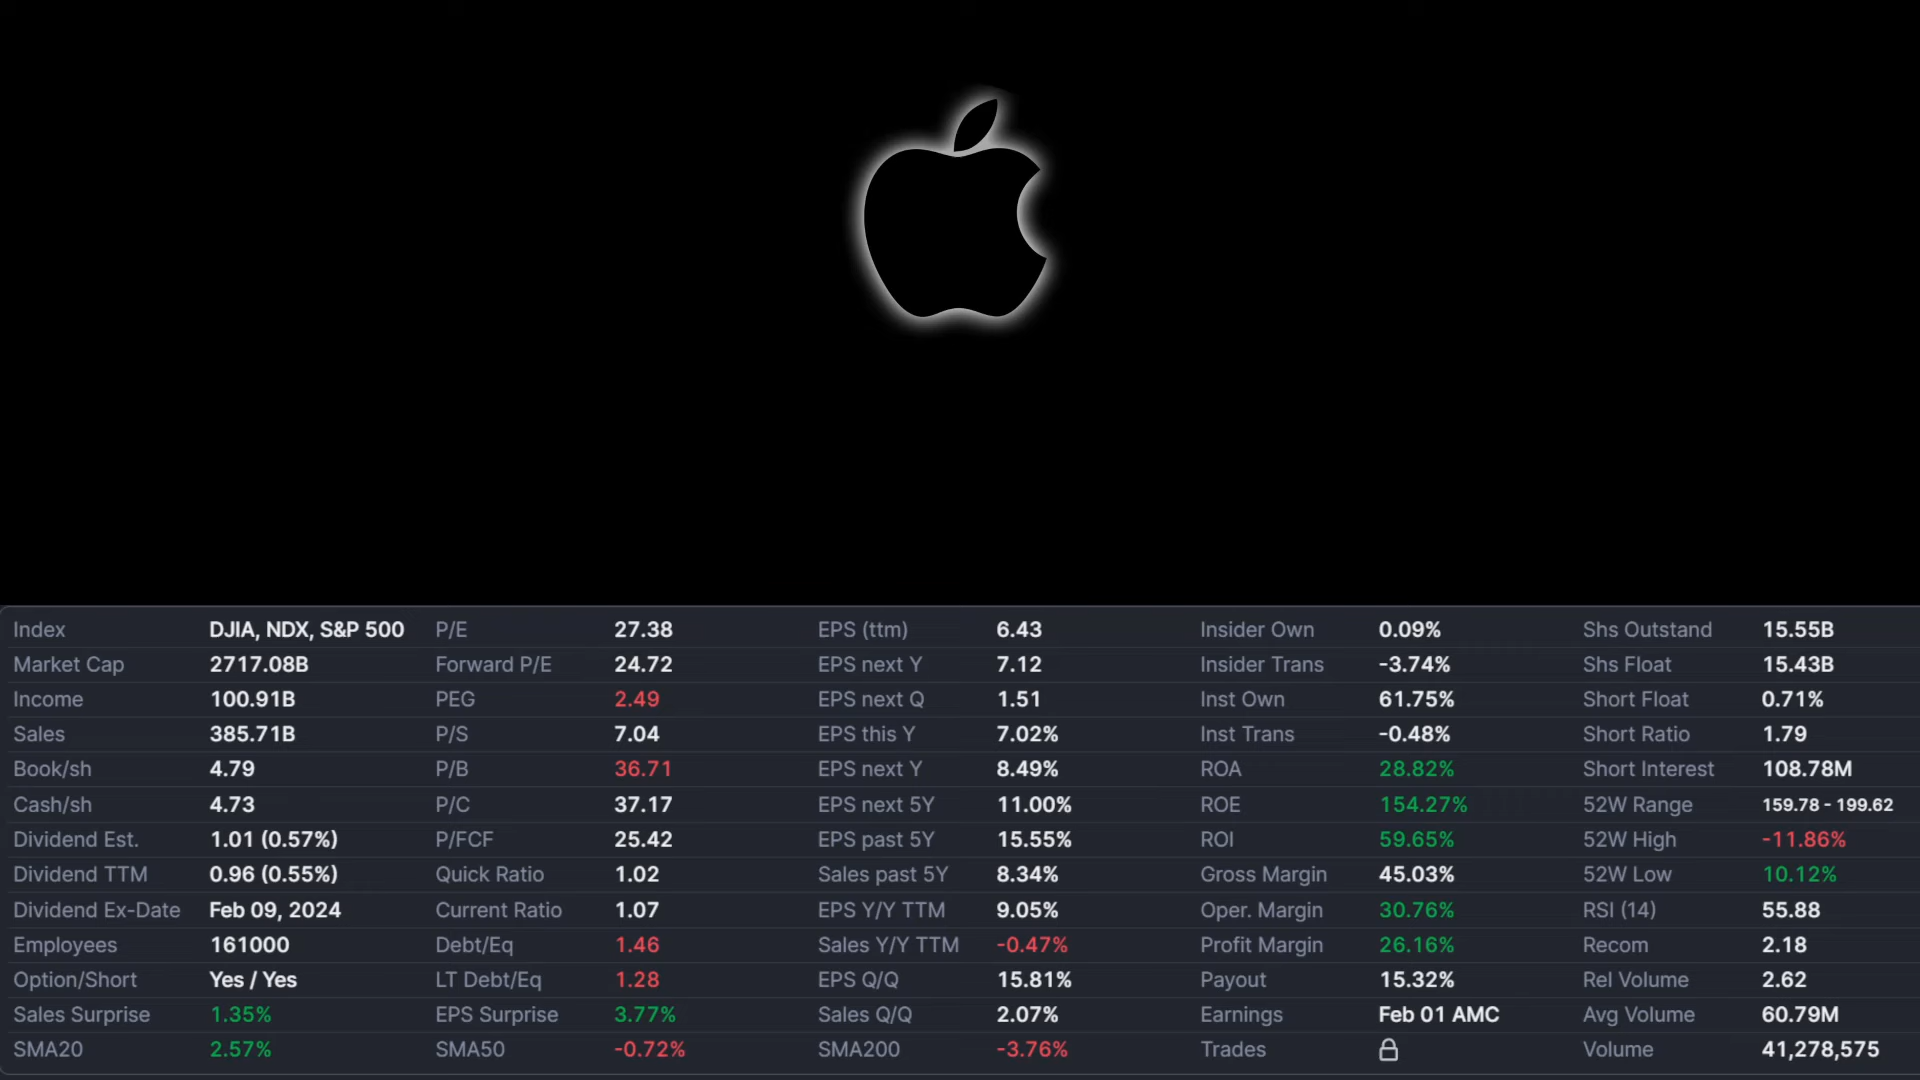 Index DJIA, NDX, S&P 500 P/E 27.38 EPS (ttm) 6.43 Insider Own 0.09% Shs Outstand 15.55B
Market Cap 2717.08B Forward P/E 24.72 EPS next Y 7.12 Insider Trans -3.74% Shs Float 15.43B
Income 100.91B PEG 2.49 EPS next Q 1.51 Inst Own 61.75% Short Float 0.71%
Sales 385.71B P/S 7.04 EPS this Y 7.02% Inst Trans -0.48% Short Ratio 1.79
Book/sh 4.79 P/B 36.71 EPS next Y 8.49% ROA 28.82% Short Interest 108.78M
Cash/sh 4.73 P/C 37.17 EPS next 5Y 11.00% ROE 154.27% 52W Range 159.78 - 199.62
Dividend Est. 1.01 (0.57%) P/FCF 25.42 EPS past 5Y 15.55% ROI 59.65% 52W High -11.86%
Dividend TTM 0.96 (0.55%) Quick Ratio 1.02 Sales past 5Y 8.34% Gross Margin 45.03% 52W Low 10.12%
Dividend Ex-Date Feb 09, 2024 Current Ratio 1.07 EPS Y/Y TTM 9.05% Oper. Margin 30.76% RSI (14) 55.88
Employees 161000 Debt/Eq 1.46 Sales Y/Y TTM -0.47% Profit Margin 26.16% Recom 2.18
Option/Short Yes / Yes LT Debt/Eq 1.28 EPS Q/Q 15.81% Payout 15.32% Rel Volume 2.62
Sales Surprise 1.35% EPS Surprise 3.77% Sales Q/Q 2.07% Earnings Feb 01 AMC Avg Volume 60.79M
SMA20 2.57% SMA50 -0.72% SMA200 -3.76% Trades Volume 41,278,575